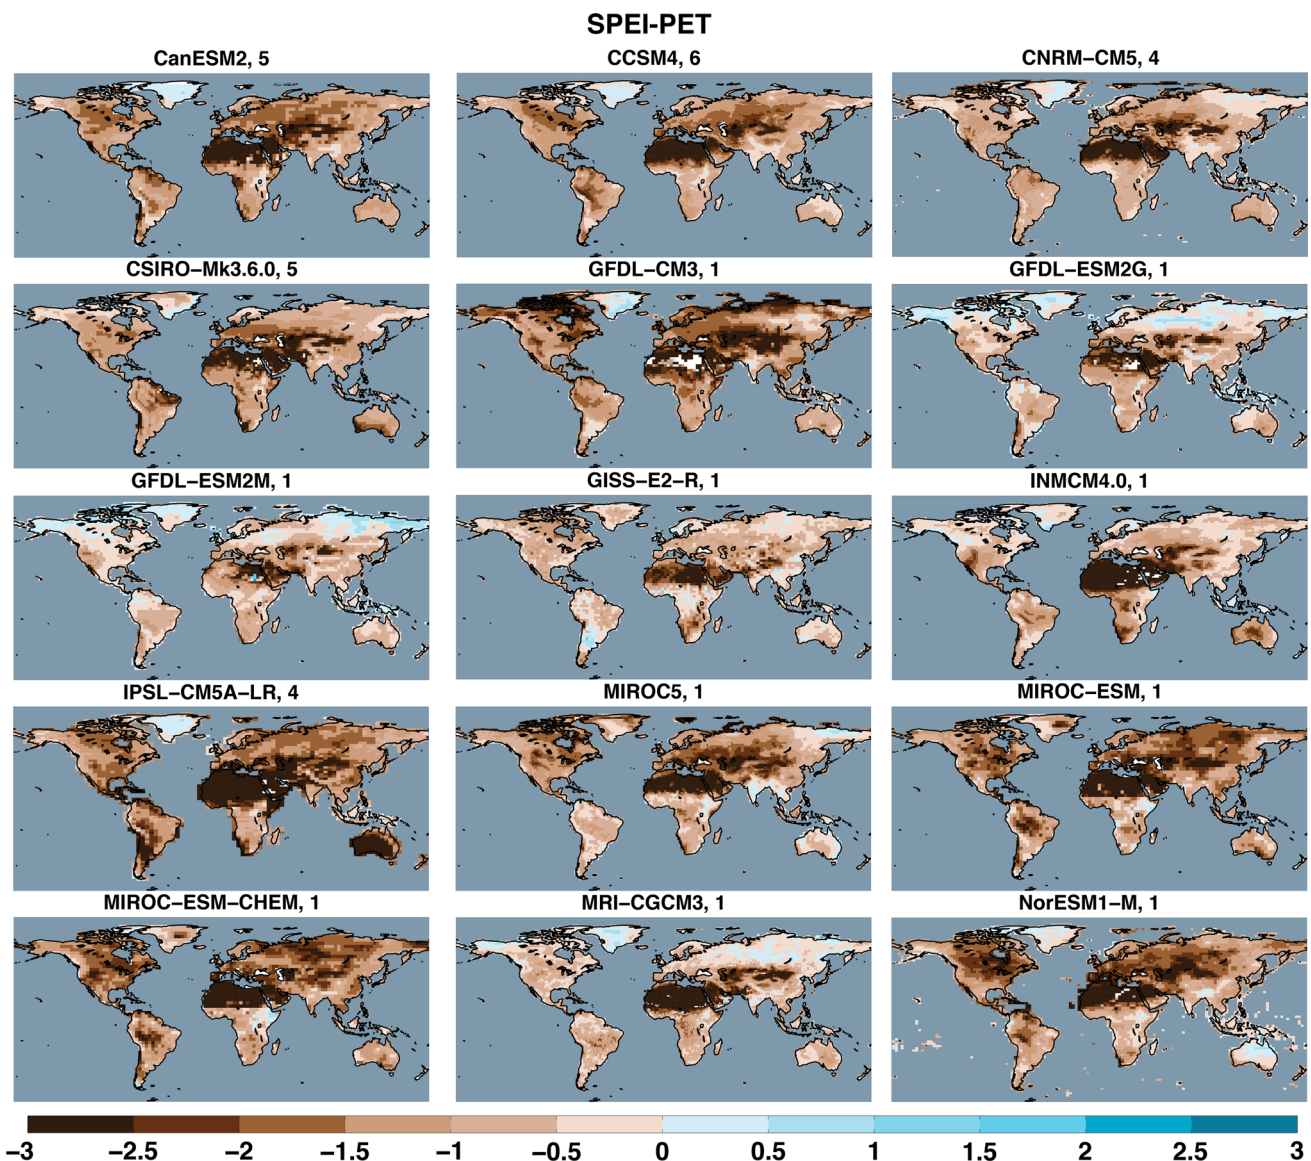 SPEI-PET
CanESM2, 5
CCSM4, 6
CNRM−CM5, 4
CSIRO−Mk3.6.0, 5
GFDL−CM3, 1
GFDL−ESM2G, 1
GFDL−ESM2M, 1
GISS−E2−R, 1
INMCM4.0, 1
IPSL−CM5A−LR, 4
MIROC5, 1
MIROC−ESM, 1
MIROC−ESM−CHEM, 1
MRI−CGCM3, 1
NorESM1−M, 1
−3 −2.5 −2 −1.5 −1 −0.5 0 0.5 1 1.5 2 2.5 3